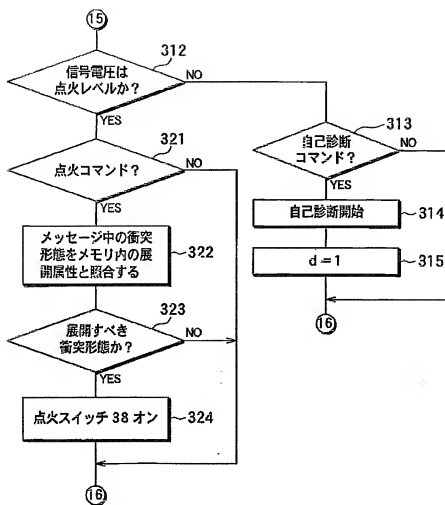 15
312
信号電圧は
点火レベルか？
NO
YES
321
点火コマンド？
NO
YES
313
自己診断
コマンド？
NO
YES
自己診断開始
314
メッセージ中の衝突
形態をメモリ内の展
開属性と照合する
322
d＝1
315
323
展開すべき
衝突形態か？
NO
YES
16
点火スイッチ38オン
324
16